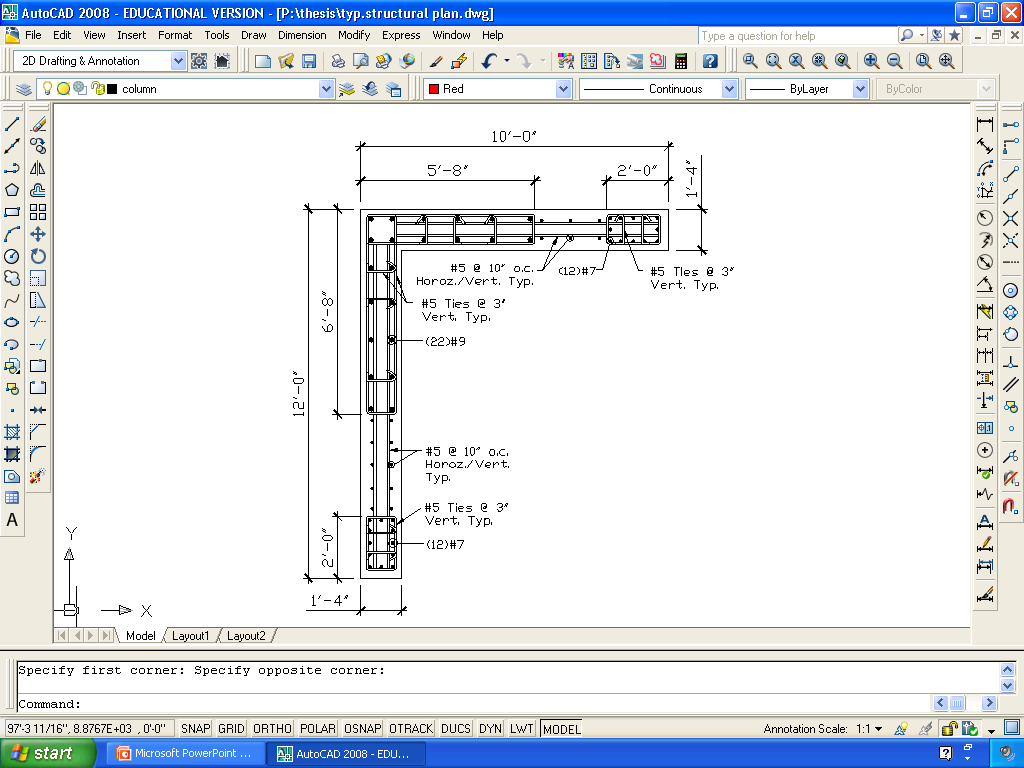 AutoCAD 2008 - EDUCATIONAL VERSION - [P:\thesis\typ.structural plan.dwg]
File Edit View Insert Format Tools Draw Dimension Modify Express Window Help
Type a question for help
2D Drafting & Annotation
column
Red
Continuous
ByLayer
ByColor
10'-0"
5'-8"
2'-0"
1'-4"
#5 @ 10" o.c.
Horoz./Vert. Typ.
(12)#7
#5 Ties @ 3"
Vert. Typ.
#5 Ties @ 3"
Vert. Typ.
6'-8"
(22)#9
12'-0"
#5 @ 10" o.c.
Horoz./Vert.
Typ.
#5 Ties @ 3"
Vert. Typ.
2'-0"
(12)#7
1'-4"
Y
X
A
Model Layout1 Layout2
Specify first corner: Specify opposite corner:
Command:
97'-3 11/16", 8.8767E+03 , 0'-0"
SNAP GRID ORTHO POLAR OSNAP OTRACK DUCS DYN LWT MODEL
Annotation Scale: 1:1
start
Microsoft PowerPoint ...
AutoCAD 2008 - EDU...